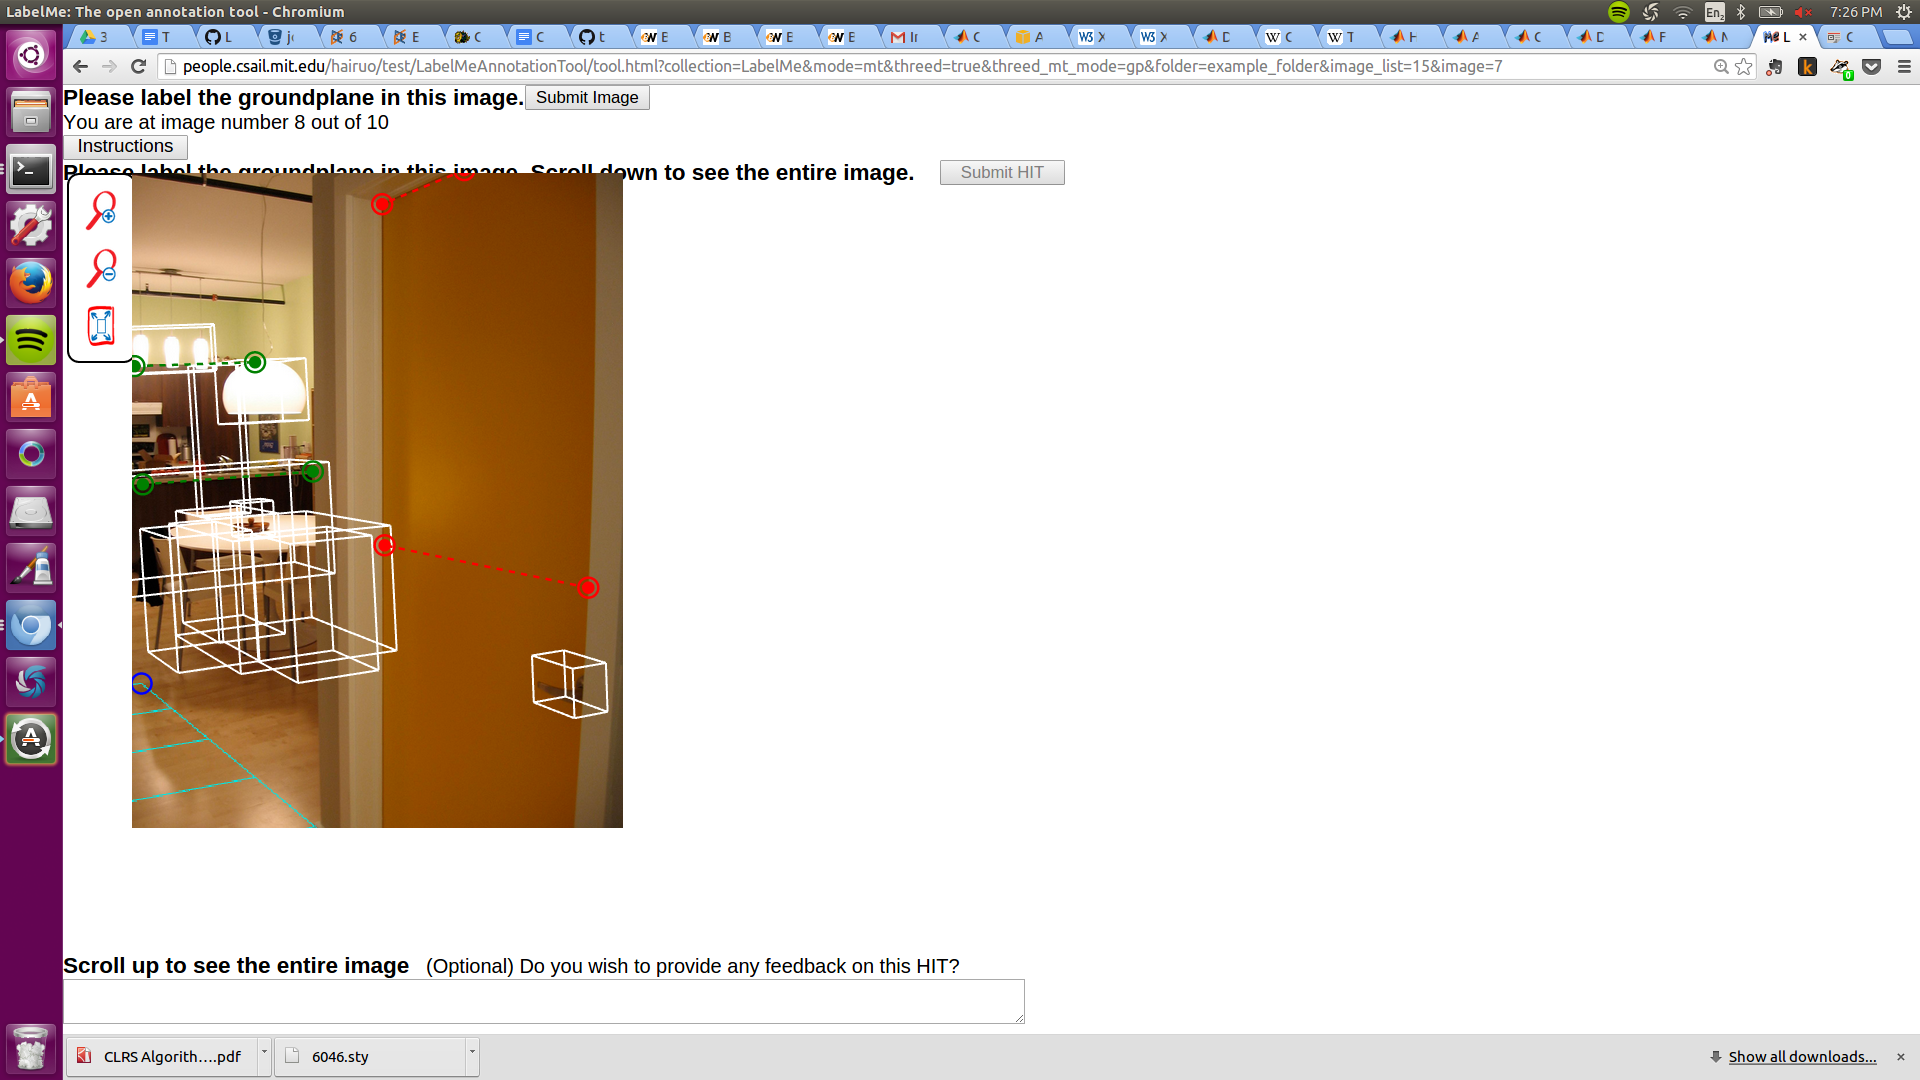 LabelMe: The open annotation tool - Chromium
En2
7:26 PM
3 T L 6 E C C t E B E E C A W3 W3 D W C W T H A C D F L C
people.csail.mit.edu/hairuo/test/LabelMeAnnotationTool/tool.html?collection=LabelMe&mode=mt&threed=true&threed_mt_mode=gp&folder=example_folder&image_list=15&image=7
0
Please label the groundplane in this image. Submit Image
You are at image number 8 out of 10
Instructions
Please label the groundplane in this image. Scroll down to see the entire image. Submit HIT
Scroll up to see the entire image (Optional) Do you wish to provide any feedback on this HIT?
CLRS Algorith....pdf
6046.sty
Show all downloads...